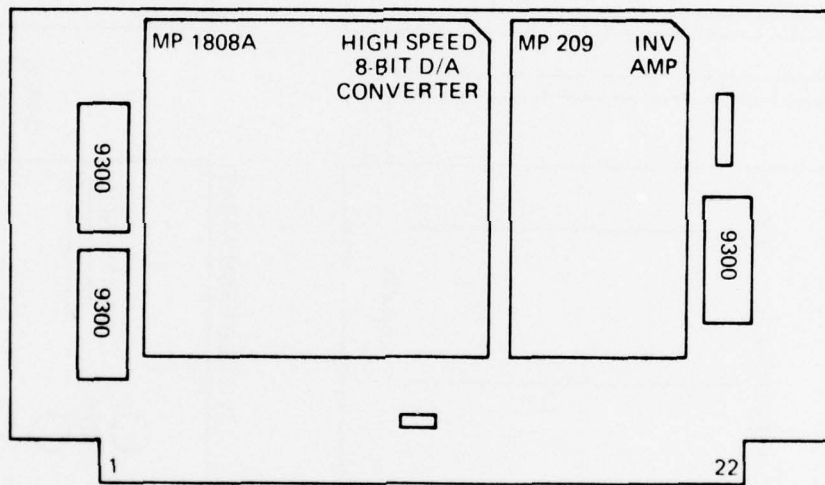 MP 1808A
HIGH SPEED
8-BIT D/A
CONVERTER
MP 209
INV
AMP
9300
9300
9300
1
22